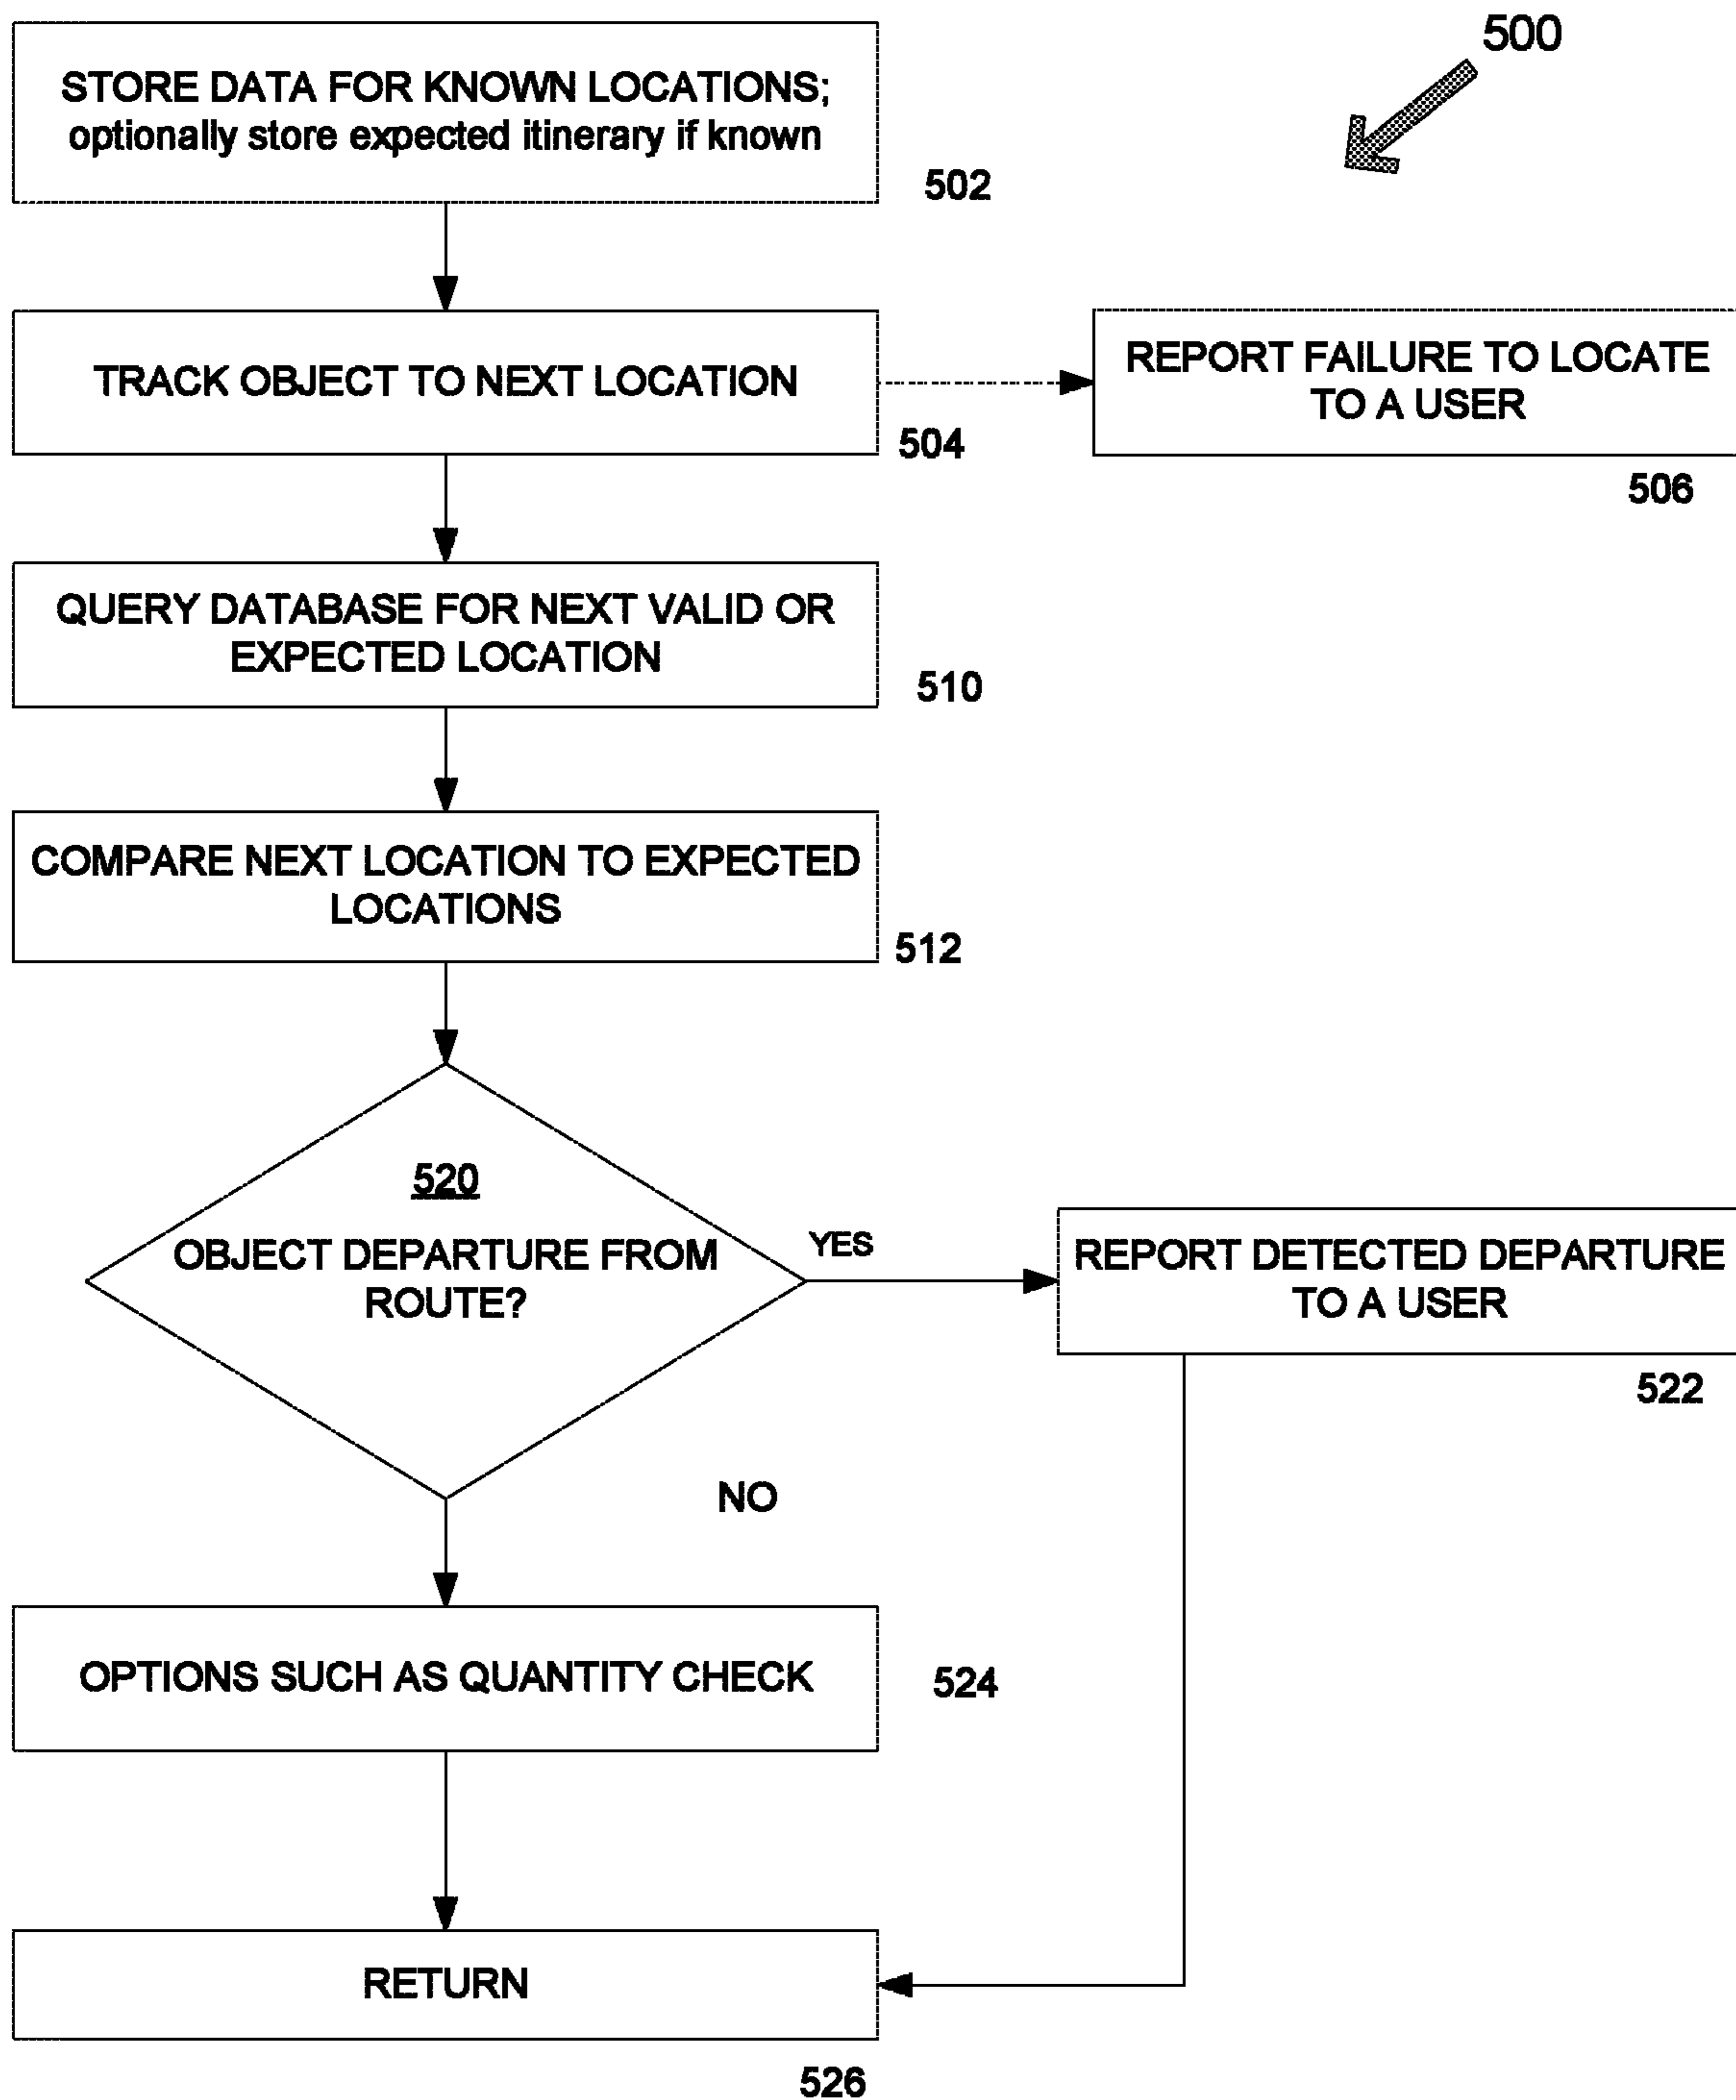 500
STORE DATA FOR KNOWN LOCATIONS;
optionally store expected itinerary if known
502
TRACK OBJECT TO NEXT LOCATION
504
REPORT FAILURE TO LOCATE
TO A USER
506
QUERY DATABASE FOR NEXT VALID OR
EXPECTED LOCATION
510
COMPARE NEXT LOCATION TO EXPECTED
LOCATIONS
512
520
OBJECT DEPARTURE FROM
ROUTE?
YES
REPORT DETECTED DEPARTURE
TO A USER
522
NO
OPTIONS SUCH AS QUANTITY CHECK
524
RETURN
526